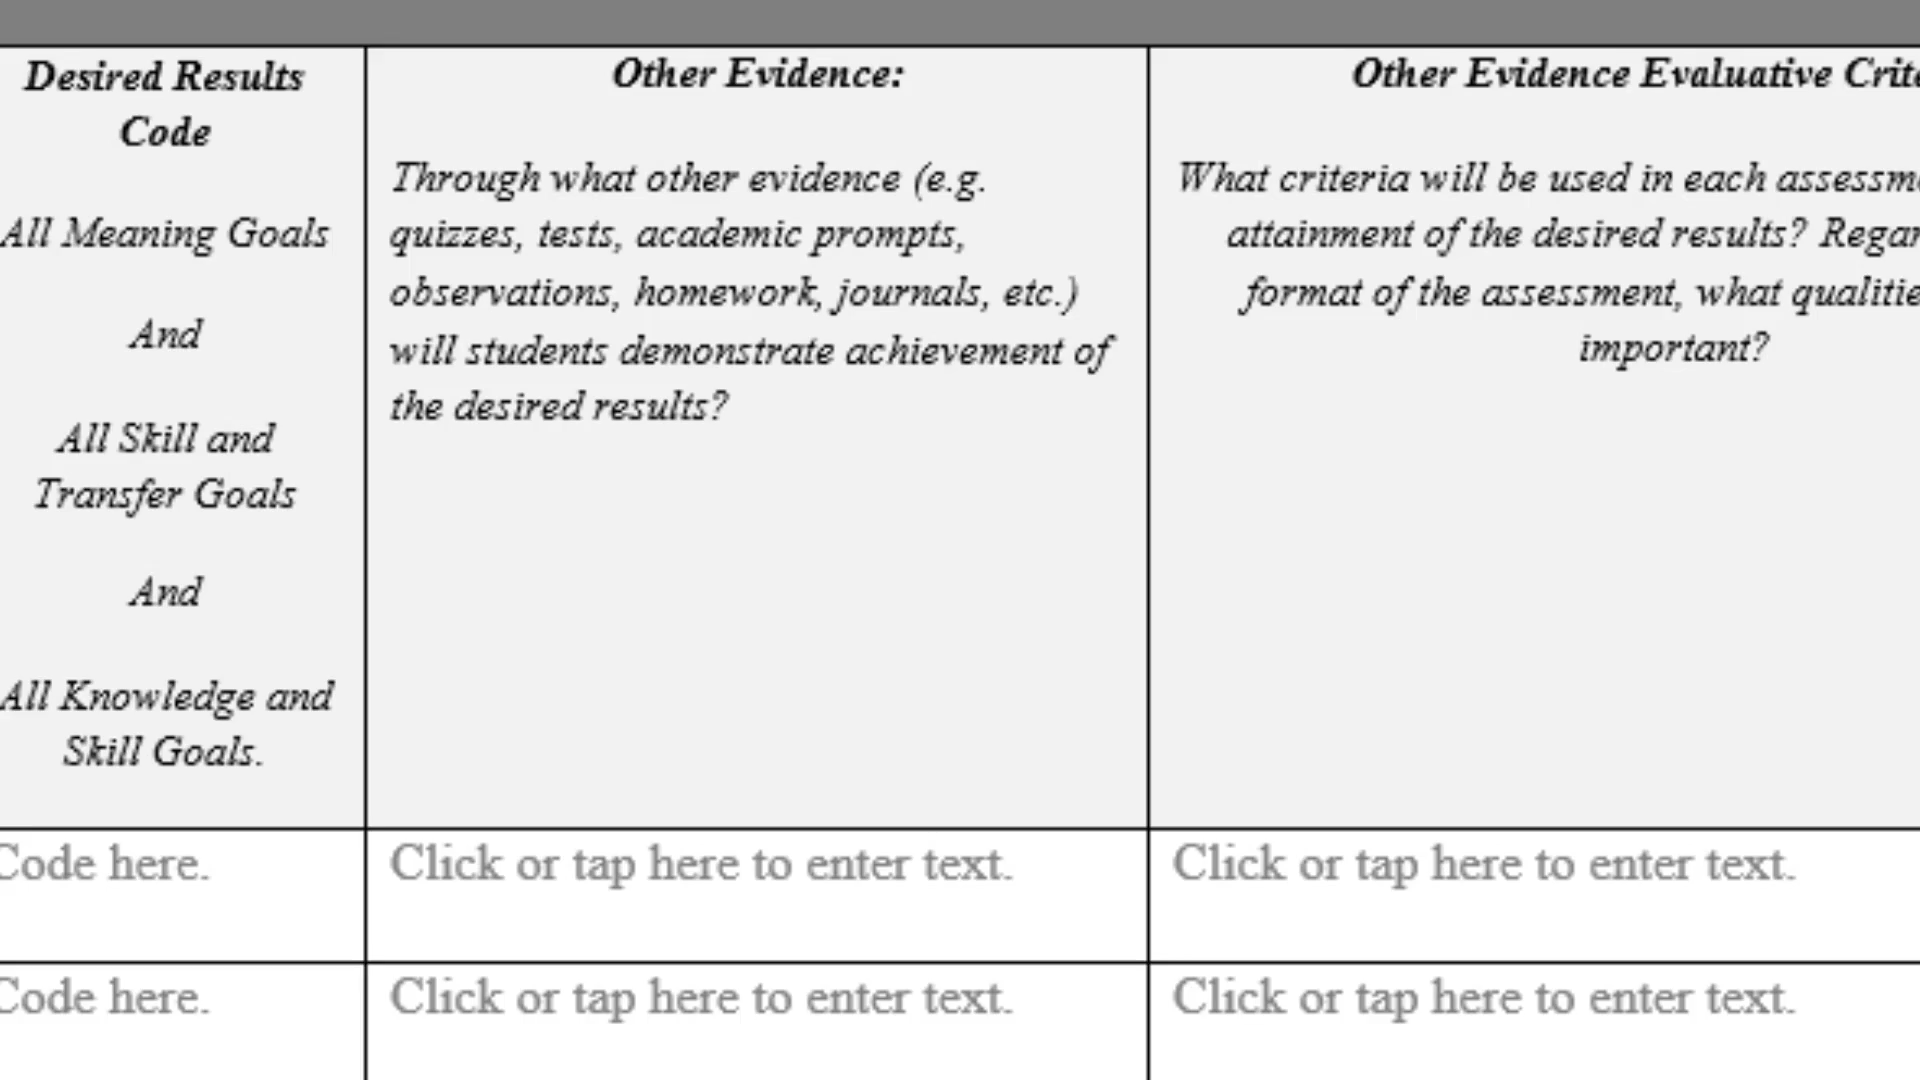 Desired Results
Code
All Meaning Goals
And
All Skill and
Transfer Goals
And
All Knowledge and
Skill Goals.
Other Evidence:
Through what other evidence (e.g.
quizzes, tests, academic prompts,
observations, homework, journals, etc.)
will students demonstrate achievement of
the desired results?
Other Evidence Evaluative
What criteria will be used in each
attainment of the desired results?
format of the assessment, what
important?
Code here.
Click or tap here to enter text.
Click or tap here to enter text.
Code here.
Click or tap here to enter text.
Click or tap here to enter text.